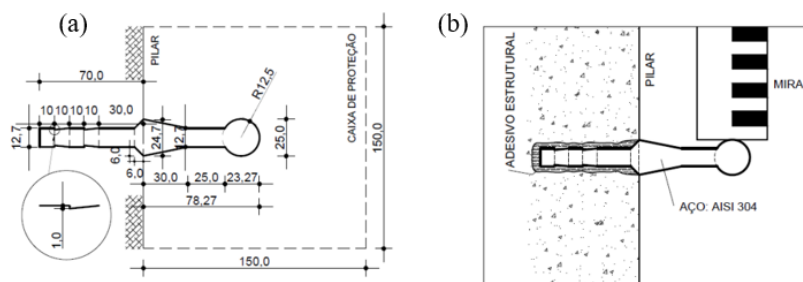 (a)
PILAR
CAIXA DE PROTEÇÃO
70,0
10 10 10 10
30,0
12,7
24,7
12,7
R12,5
25,0
150,0
6,0
6,0
30,0
25,0
23,27
78,27
1,0
150,0
(b)
ADESIVO ESTRUTURAL
PILAR
MIRA
AÇO: AISI 304